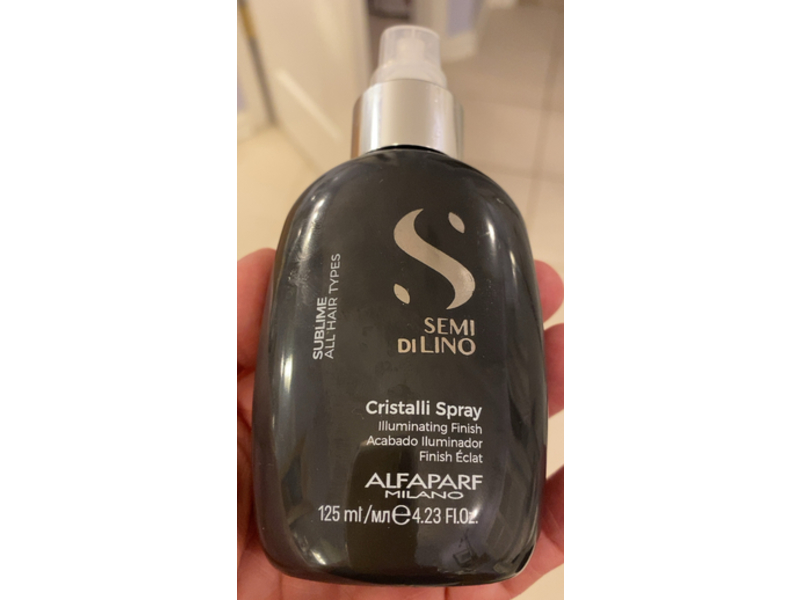 SUBLIME
ALL HAIR TYPES
SEMI
DI LINO
Cristalli Spray
Illuminating Finish
Acabado Iluminador
Finish Éclat
ALFAPARF
MILANO
125 ml/мл℮4.23 Fl.Oz.